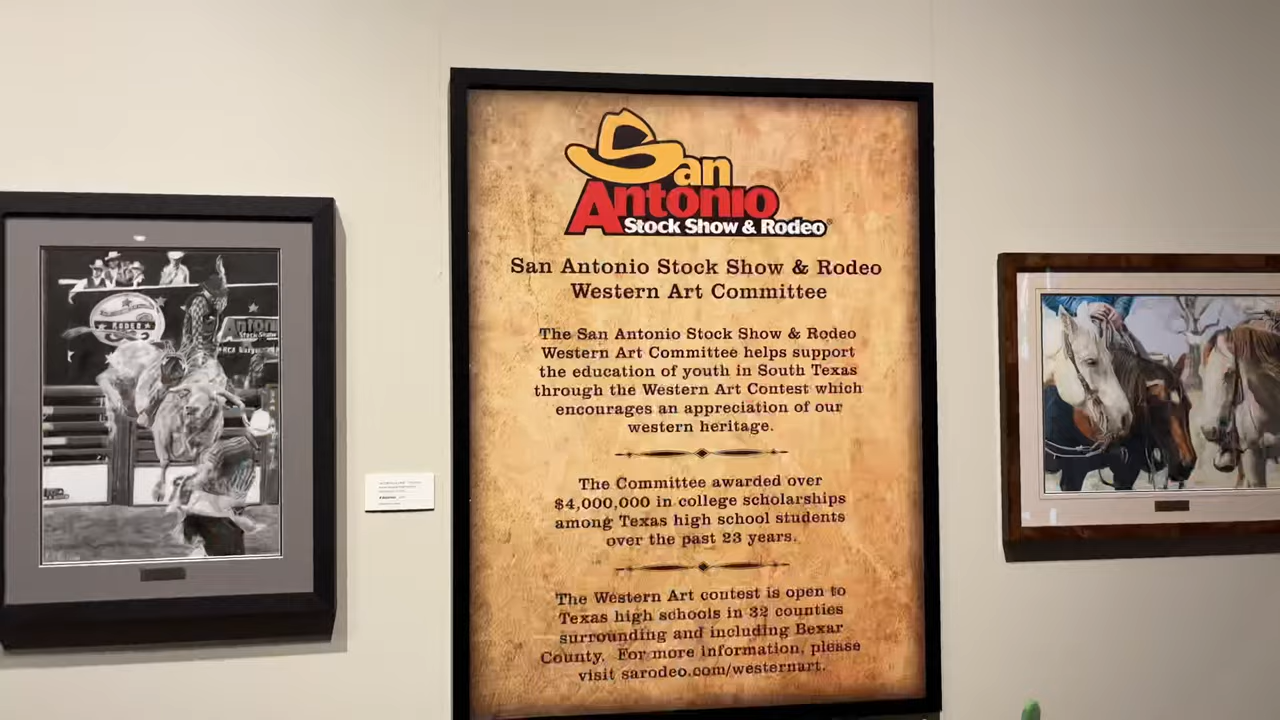 RODEO
San
Antonio
Stock Show & Rodeo®
San Antonio Stock Show & Rodeo
Western Art Committee
The San Antonio Stock Show & Rodeo
Western Art Committee helps support
the education of youth in South Texas
through the Western Art Contest which
encourages an appreciation of our
western heritage.
The Committee awarded over
$4,000,000 in college scholarships
among Texas high school students
over the past 23 years.
The Western Art contest is open to
Texas high schools in 32 counties
surrounding and including Bexar
County. For more information, please
visit sarodeo.com/westernart.